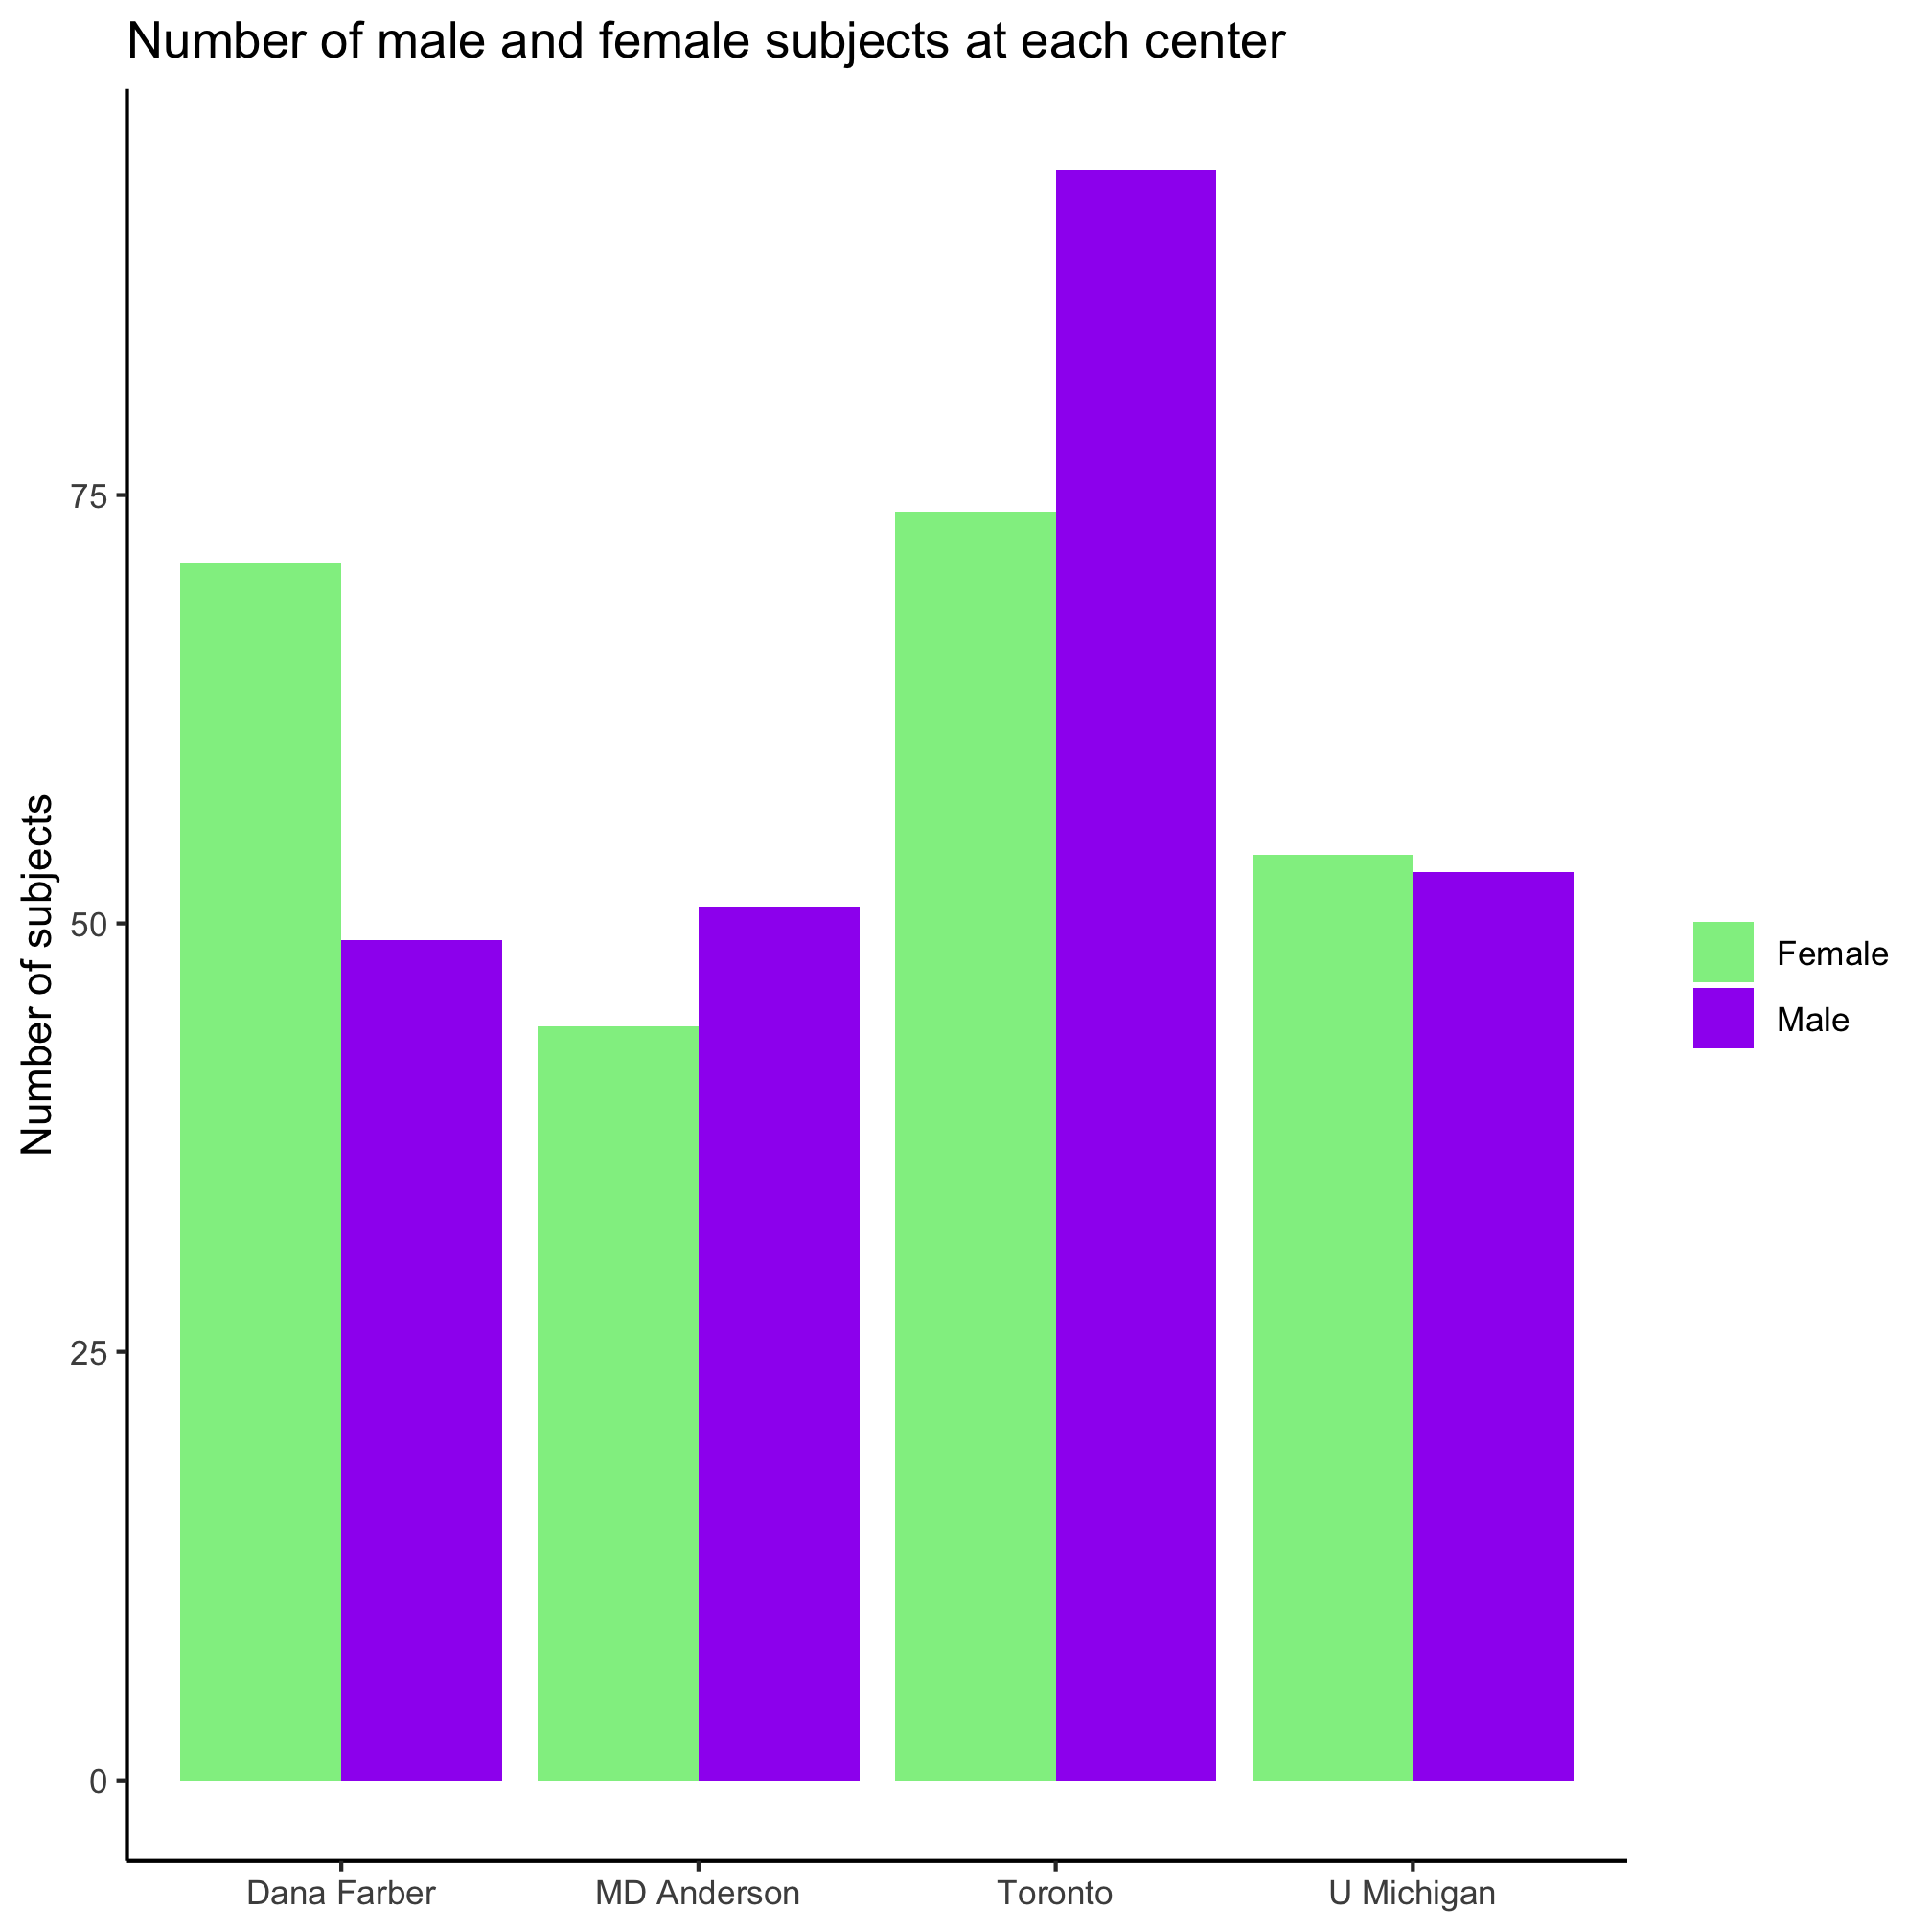 Number of male and female subjects at each center
Number of subjects
75
50
25
0
Dana Farber
MD Anderson
Toronto
U Michigan
Female
Male